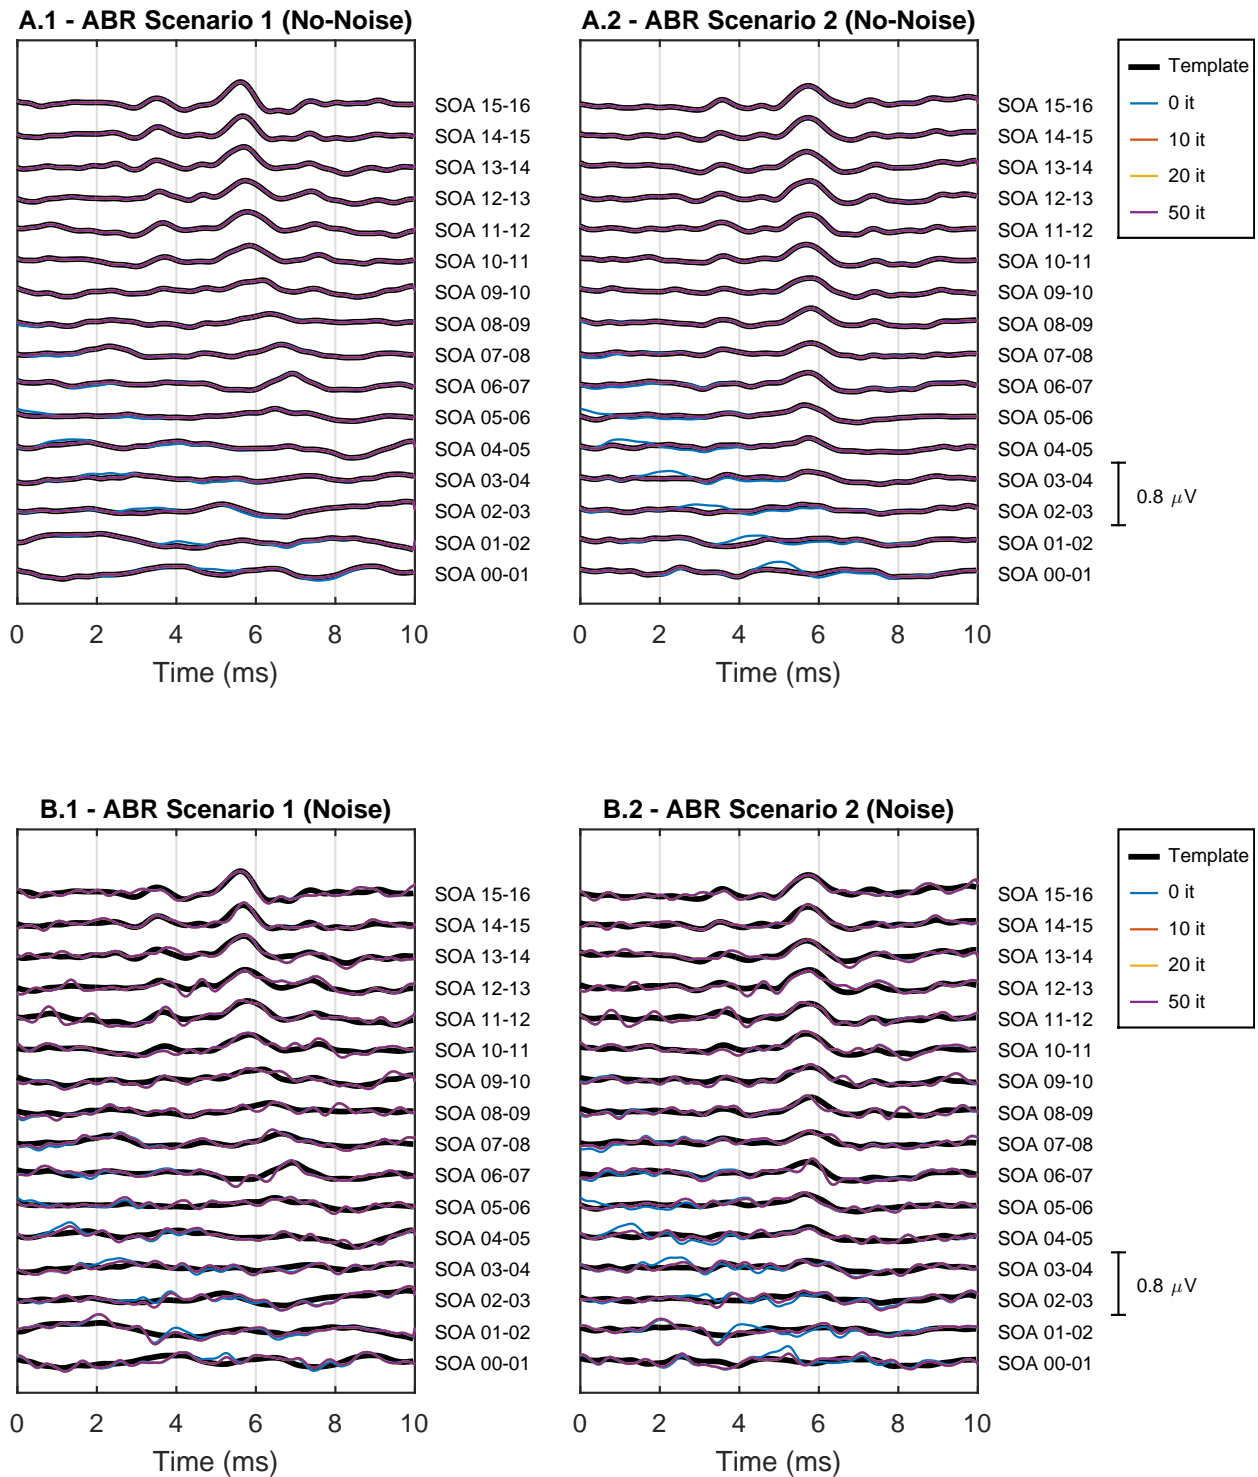 A.1 - ABR Scenario 1 (No-Noise)
SOA 15-16
SOA 14-15
SOA 13-14
SOA 12-13
SOA 11-12
SOA 10-11
SOA 09-10
SOA 08-09
SOA 07-08
SOA 06-07
SOA 05-06
SOA 04-05
SOA 03-04
SOA 02-03
SOA 01-02
SOA 00-01
0 2 4 6 8 10
Time (ms)
A.2 - ABR Scenario 2 (No-Noise)
SOA 15-16
SOA 14-15
SOA 13-14
SOA 12-13
SOA 11-12
SOA 10-11
SOA 09-10
SOA 08-09
SOA 07-08
SOA 06-07
SOA 05-06
SOA 04-05
SOA 03-04
SOA 02-03
SOA 01-02
SOA 00-01
0 2 4 6 8 10
Time (ms)
Template
0 it
10 it
20 it
50 it
0.8 μV
B.1 - ABR Scenario 1 (Noise)
SOA 15-16
SOA 14-15
SOA 13-14
SOA 12-13
SOA 11-12
SOA 10-11
SOA 09-10
SOA 08-09
SOA 07-08
SOA 06-07
SOA 05-06
SOA 04-05
SOA 03-04
SOA 02-03
SOA 01-02
SOA 00-01
0 2 4 6 8 10
Time (ms)
B.2 - ABR Scenario 2 (Noise)
SOA 15-16
SOA 14-15
SOA 13-14
SOA 12-13
SOA 11-12
SOA 10-11
SOA 09-10
SOA 08-09
SOA 07-08
SOA 06-07
SOA 05-06
SOA 04-05
SOA 03-04
SOA 02-03
SOA 01-02
SOA 00-01
0 2 4 6 8 10
Time (ms)
Template
0 it
10 it
20 it
50 it
0.8 μV